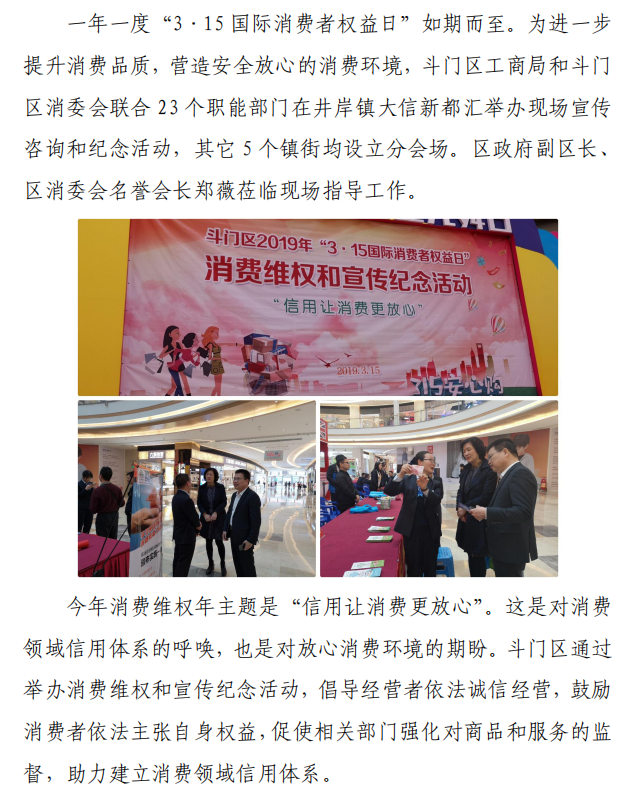 一年一度“3·15国际消费者权益日”如期而至。为进一步
提升消费品质，营造安全放心的消费环境，斗门区工商局和斗门
区消委会联合 23 个职能部门在井岸镇大信新都汇举办现场宣传
咨询和纪念活动，其它 5 个镇街均设立分会场。区政府副区长、
区消委会名誉会长郑薇莅临现场指导工作。
斗门区2019年“3·15国际消费者权益日”
消费维权和宣传纪念活动
“信用让消费更放心”
2019.3.15
315安心购
今年消费维权年主题是“信用让消费更放心”。这是对消费
领域信用体系的呼唤，也是对放心消费环境的期盼。斗门区通过
举办消费维权和宣传纪念活动，倡导经营者依法诚信经营，鼓励
消费者依法主张自身权益，促使相关部门强化对商品和服务的监
督，助力建立消费领域信用体系。